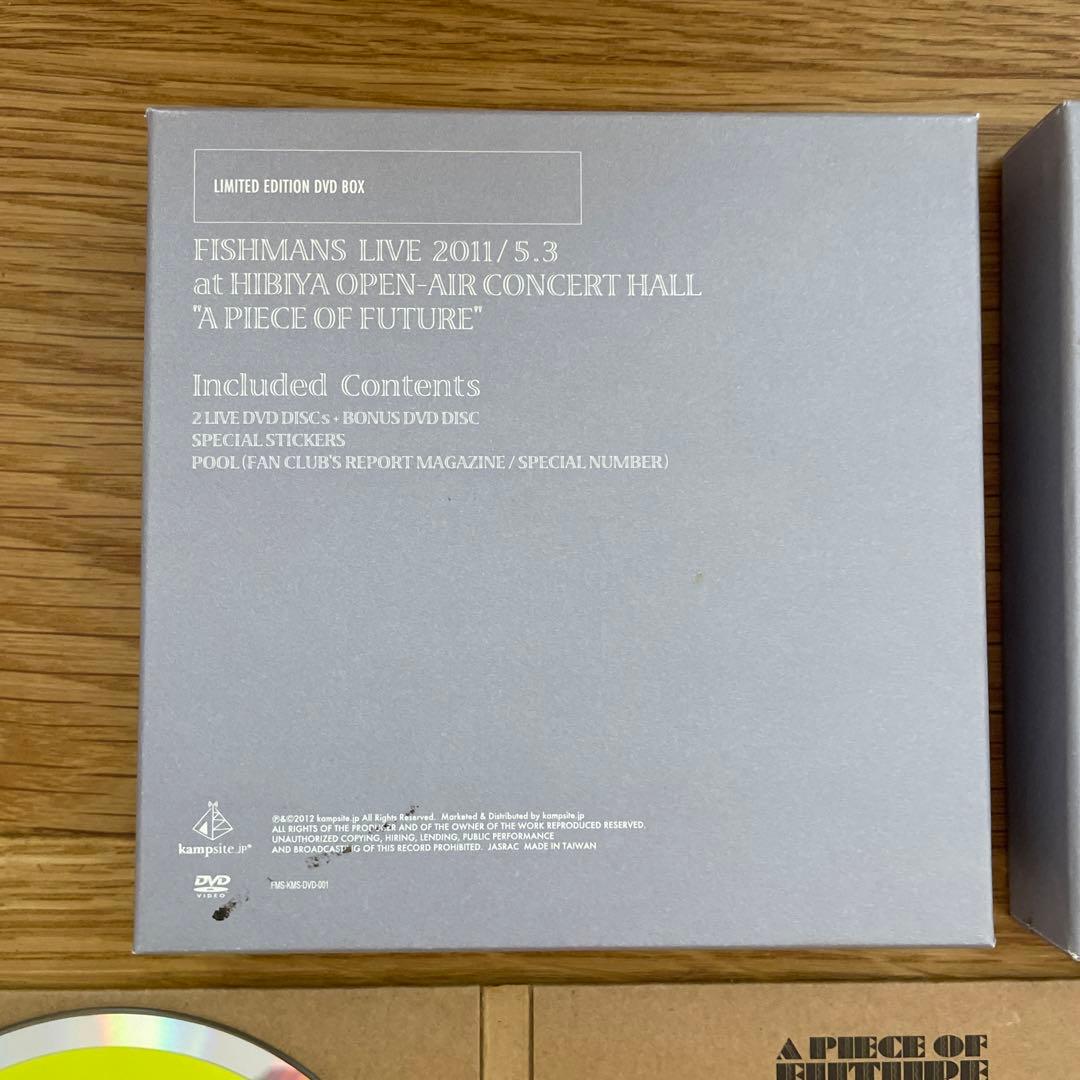 LIMITED EDITION DVD BOX
FISHMANS LIVE 2011/5.3
at HIBIYA OPEN-AIR CONCERT HALL
"A PIECE OF FUTURE"
Included Contents
2 LIVE DVD DISCs + BONUS DVD DISC
SPECIAL STICKERS
POOL (FAN CLUB'S REPORT MAGAZINE / SPECIAL NUMBER)
℗&©2012 kampsite.jp All Rights Reserved. Marketed & Distributed by kampsite.jp
ALL RIGHTS OF THE PRODUCER AND OF THE OWNER OF THE WORK REPRODUCED RESERVED.
UNAUTHORIZED COPYING, HIRING, LENDING, PUBLIC PERFORMANCE
AND BROADCASTING OF THIS RECORD PROHIBITED. JASRAC MADE IN TAIWAN
kampsite.jp®
DVD
VIDEO
FMS-KMS-DVD-001
A PIECE OF
FUTURE